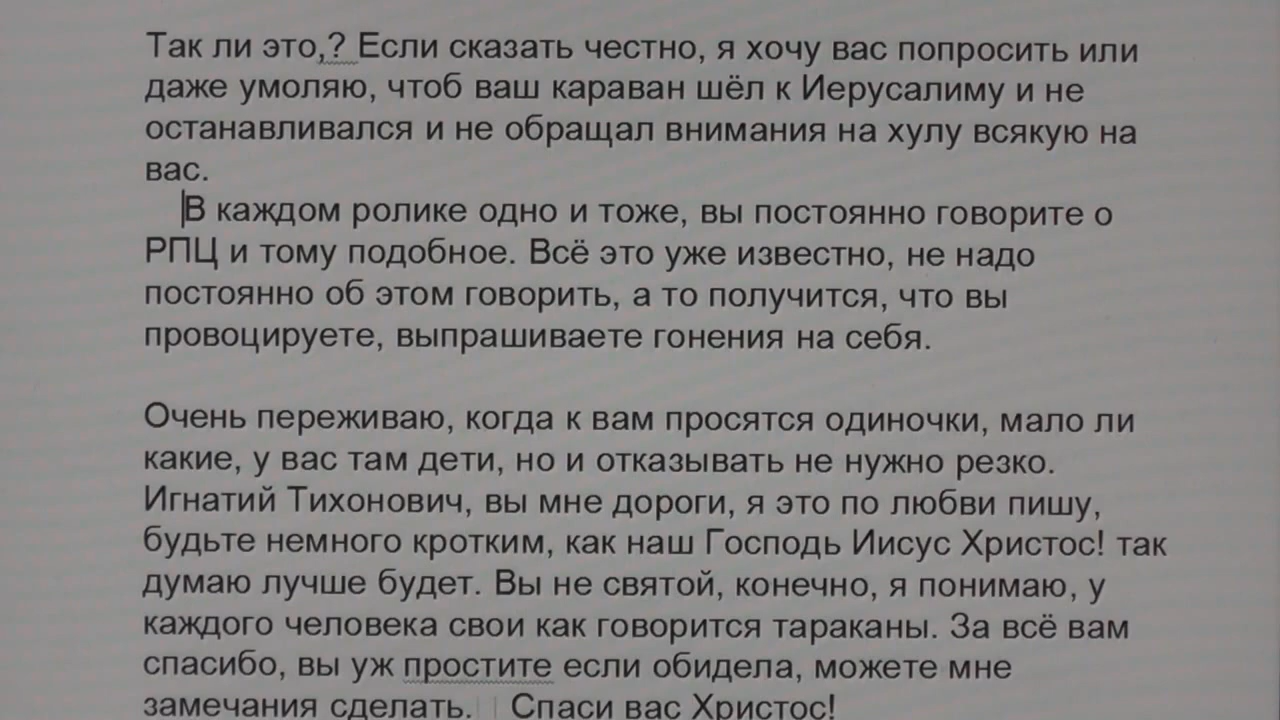 Так ли это,? Если сказать честно, я хочу вас попросить или
даже умоляю, чтоб ваш караван шёл к Иерусалиму и не
останавливался и не обращал внимания на хулу всякую на
вас.
В каждом ролике одно и тоже, вы постоянно говорите о
РПЦ и тому подобное. Всё это уже известно, не надо
постоянно об этом говорить, а то получится, что вы
провоцируете, выпрашиваете гонения на себя.
Очень переживаю, когда к вам просятся одиночки, мало ли
какие, у вас там дети, но и отказывать не нужно резко.
Игнатий Тихонович, вы мне дороги, я это по любви пишу,
будьте немного кротким, как наш Господь Иисус Христос! так
думаю лучше будет. Вы не святой, конечно, я понимаю, у
каждого человека свои как говорится тараканы. За всё вам
спасибо, вы уж простите если обидела, можете мне
замечания сделать. Спаси вас Христос!